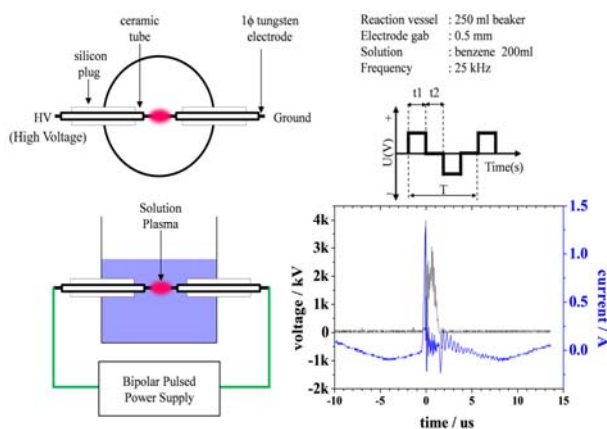 ceramic
tube
1ϕ tungsten
electrode
silicon
plug
HV
(High Voltage)
Ground
Reaction vessel : 250 ml beaker
Electrode gab : 0.5 mm
Solution : benzene 200ml
Frequency : 25 kHz
t1 t2
+
U(V)
Time(s)
T
Solution
Plasma
Bipolar Pulsed
Power Supply
voltage / kV
4k
3k
2k
1k
0
-1k
-2k
1.5
1.0
0.5
0.0
current / A
-10 -5 0 5 10 15
time / us